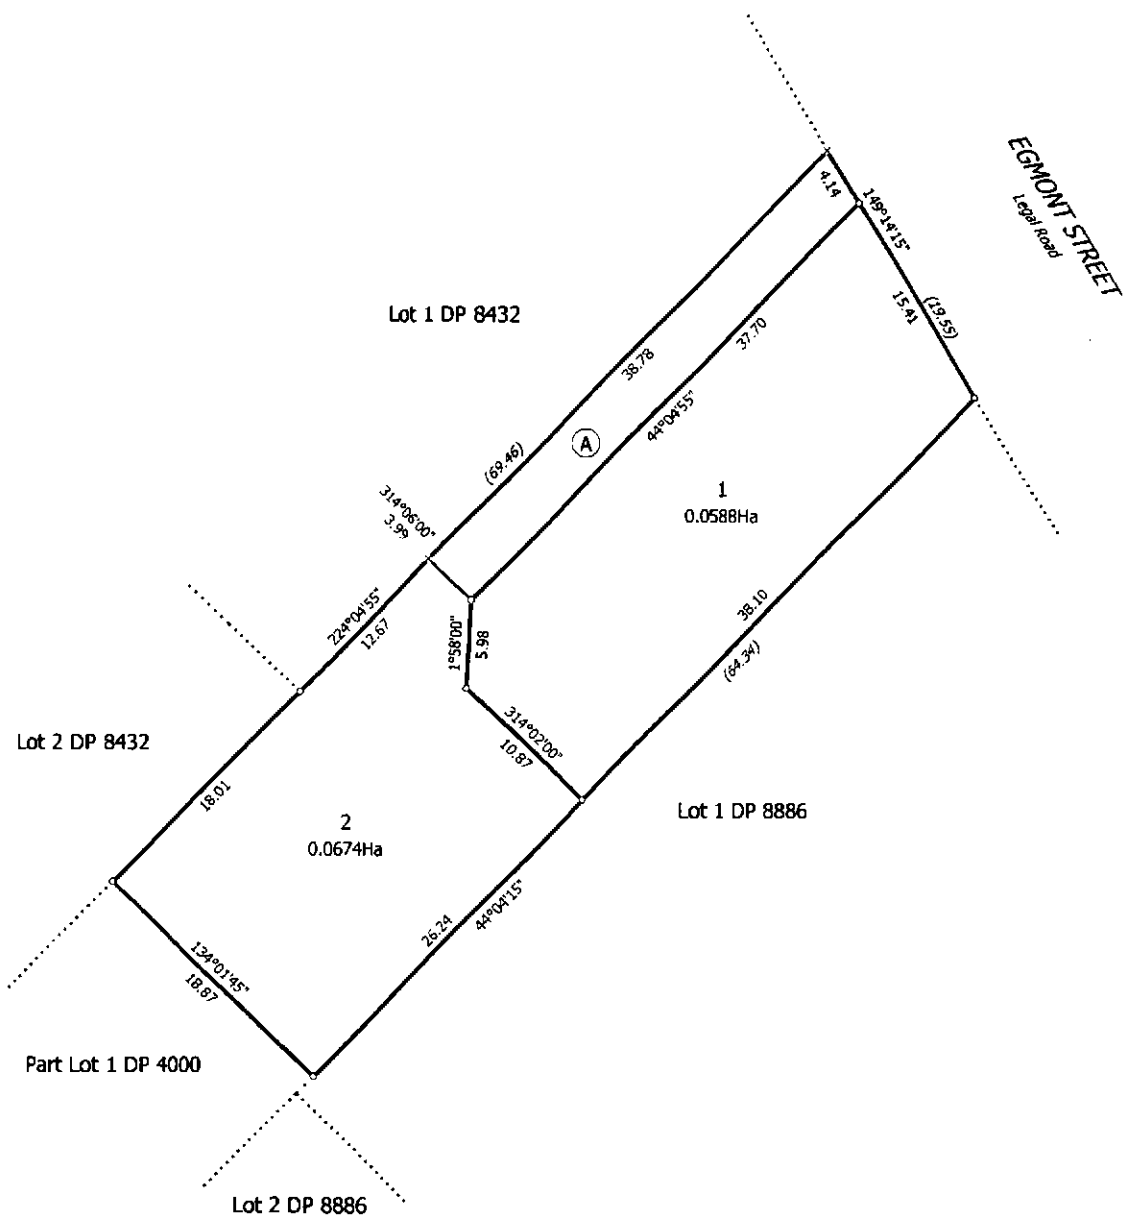 EGMONT STREET
Legal Road
4.14
149°14'15"
15.41
(19.55)
Lot 1 DP 8432
38.78
37.70
44°04'55"
A
(69.46)
1
0.0588Ha
314°06'00"
3.99
224°04'55"
12.67
1°58'00"
5.98
38.10
(64.34)
314°02'00"
10.87
Lot 2 DP 8432
18.01
Lot 1 DP 8886
2
0.0674Ha
26.24
44°04'15"
134°01'45"
18.87
Part Lot 1 DP 4000
Lot 2 DP 8886